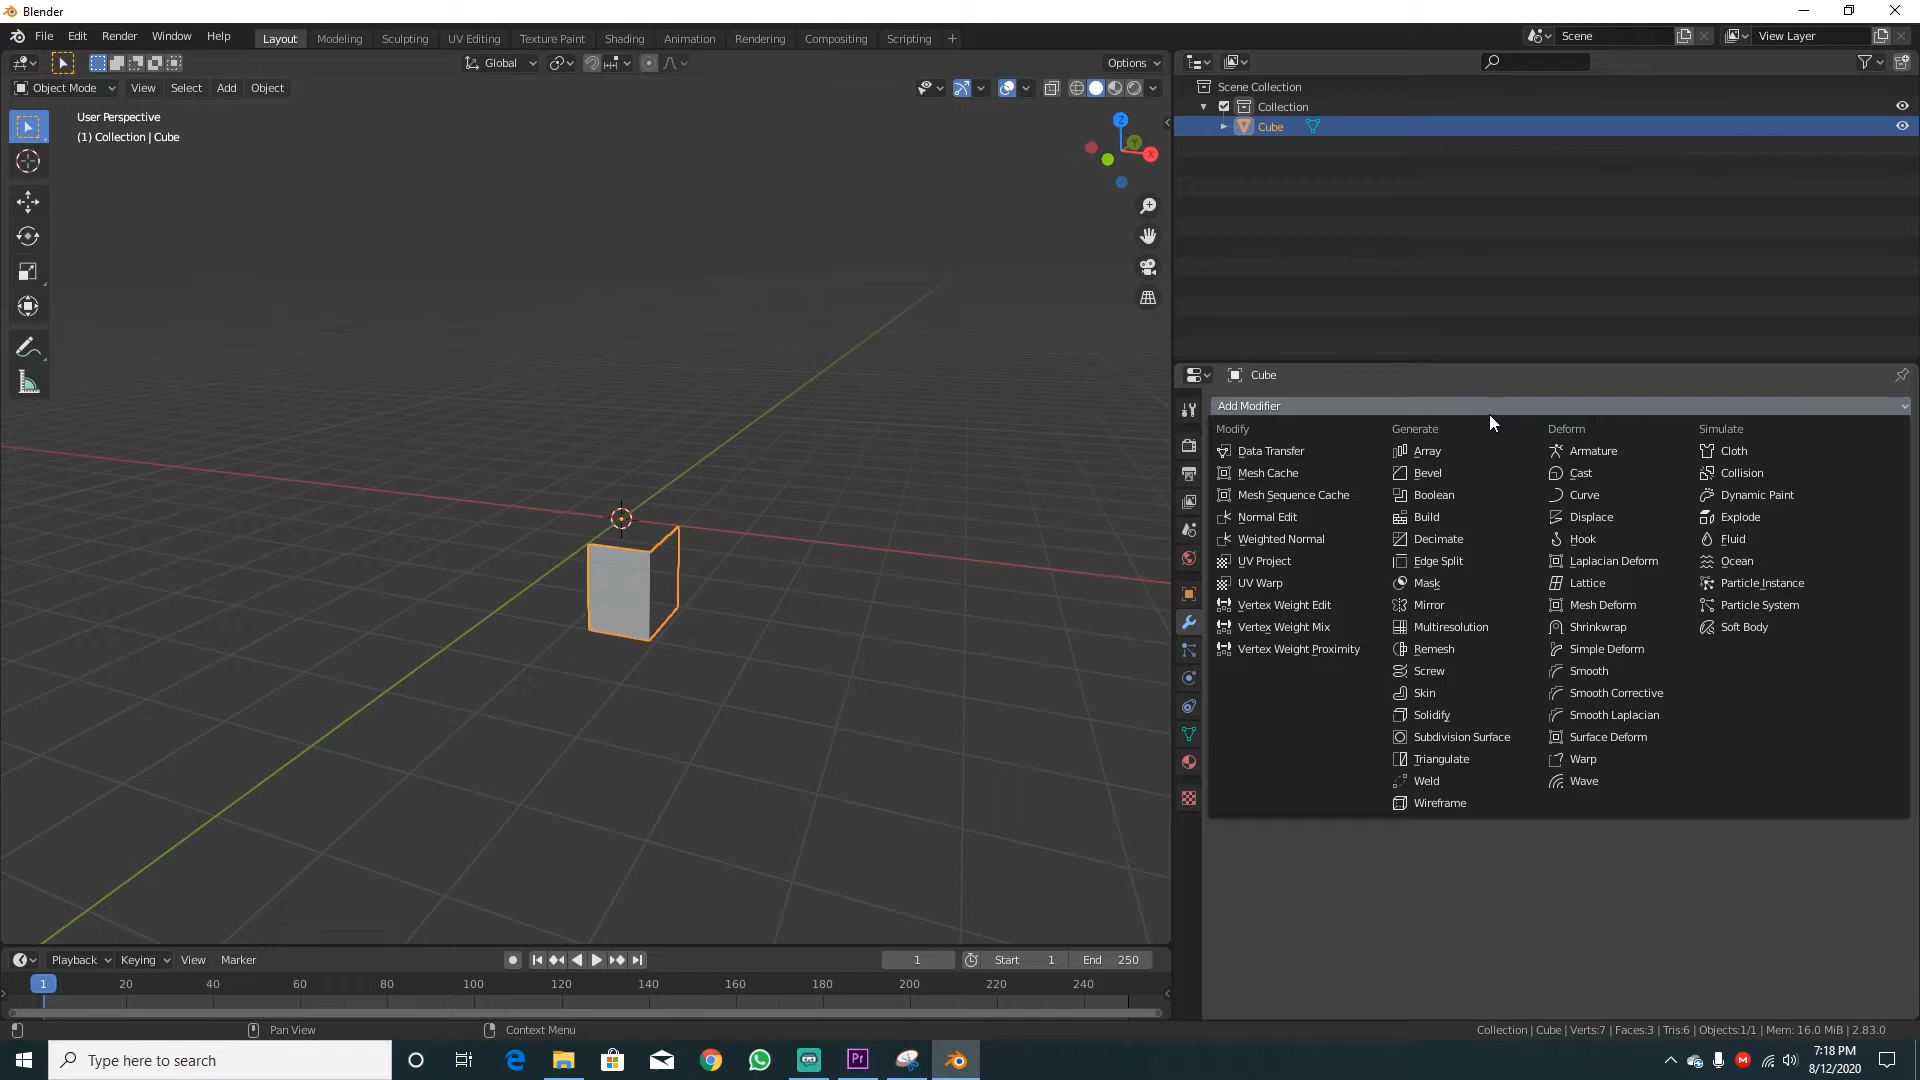 Blender
File Edit Render Window Help Layout Modeling Sculpting UV Editing Texture Paint Shading Animation Rendering Compositing Scripting + Scene View Layer
Global Options
Object Mode View Select Add Object
User Perspective
(1) Collection | Cube
Z
Y
X
Scene Collection
Collection
Cube
Cube
Add Modifier
Modify Generate Deform Simulate
Data Transfer Array Armature Cloth
Mesh Cache Bevel Cast Collision
Mesh Sequence Cache Boolean Curve Dynamic Paint
Normal Edit Build Displace Explode
Weighted Normal Decimate Hook Fluid
UV Project Edge Split Laplacian Deform Ocean
UV Warp Mask Lattice Particle Instance
Vertex Weight Edit Mirror Mesh Deform Particle System
Vertex Weight Mix Multiresolution Shrinkwrap Soft Body
Vertex Weight Proximity Remesh Simple Deform
Screw Smooth
Skin Smooth Corrective
Solidify Smooth Laplacian
Subdivision Surface Surface Deform
Triangulate Warp
Weld Wave
Wireframe
Playback Keying View Marker 1 Start 1 End 250
1 20 40 60 80 100 120 140 160 180 200 220 240
Pan View Context Menu Collection | Cube | Verts:7 | Faces:3 | Tris:6 | Objects:1/1 | Mem: 16.0 MiB | 2.83.0
Type here to search Pr 7:18 PM
8/12/2020